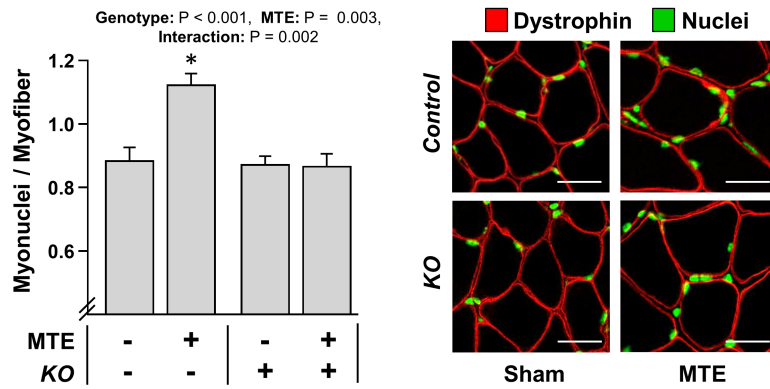 Genotype: P < 0.001, MTE: P = 0.003,
Interaction: P = 0.002
Myonuclei / Myofiber
1.2
1.0
0.8
0.6
*
MTE - + - +
KO - - + +
Dystrophin Nuclei
Control
KO
Sham MTE